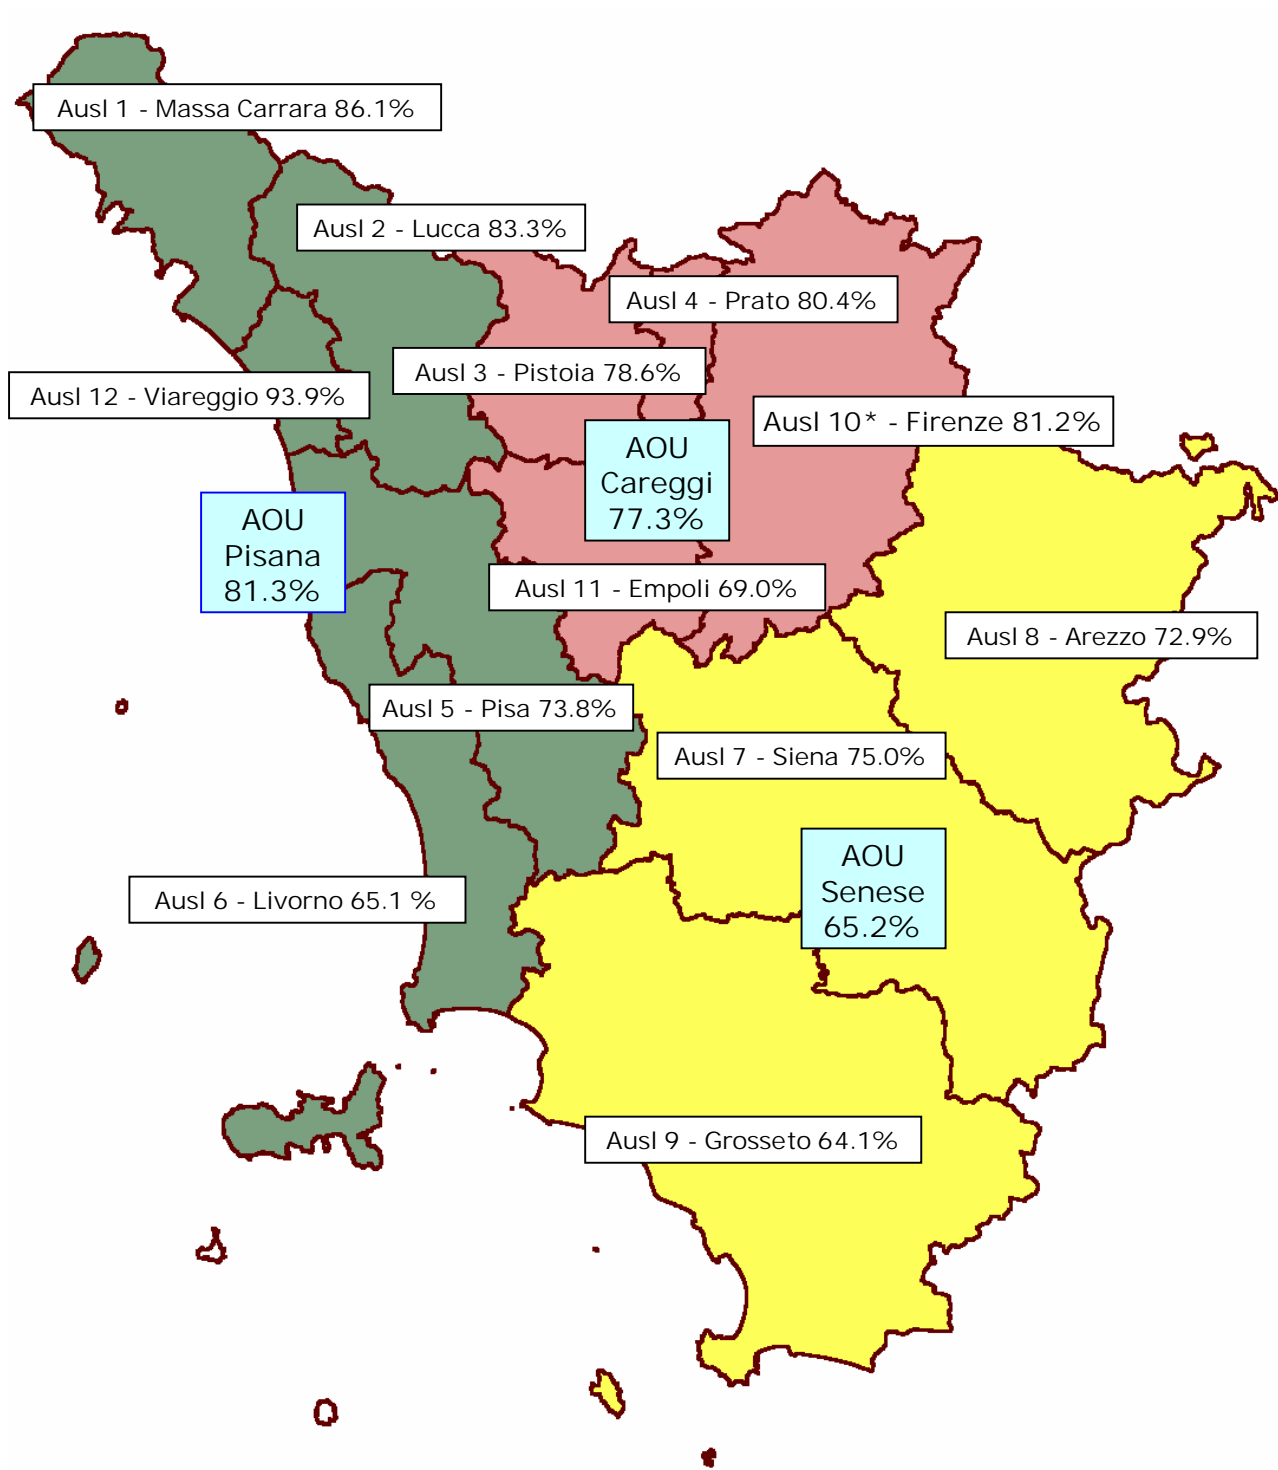 Ausl 1 - Massa Carrara 86.1%
Ausl 2 - Lucca 83.3%
Ausl 4 - Prato 80.4%
Ausl 3 - Pistoia 78.6%
Ausl 12 - Viareggio 93.9%
Ausl 10* - Firenze 81.2%
AOU
Careggi
77.3%
AOU
Pisana
81.3%
Ausl 11 - Empoli 69.0%
Ausl 8 - Arezzo 72.9%
Ausl 5 - Pisa 73.8%
Ausl 7 - Siena 75.0%
AOU
Senese
65.2%
Ausl 6 - Livorno 65.1 %
Ausl 9 - Grosseto 64.1%